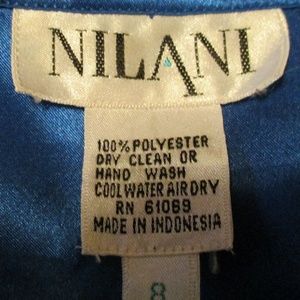 NILANI
100% POLYESTER
DRY CLEAN OR
HAND WASH
COOL WATER AIR DRY
RN 61069
MADE IN INDONESIA
8